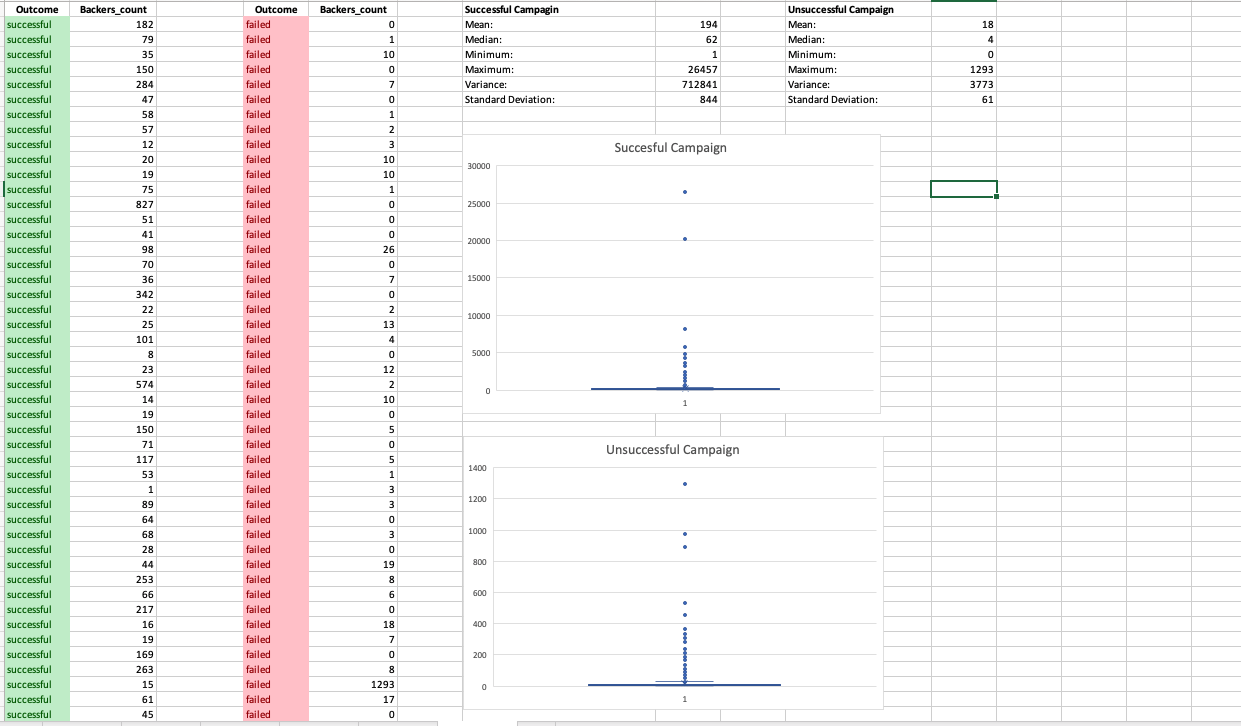 Outcome Backers_count Outcome Backers_count Successful Campagin Unsuccessful Campaign
successful 182 failed 0 Mean: 194 Mean: 18
successful 79 failed 1 Median: 62 Median: 4
successful 35 failed 10 Minimum: 1 Minimum: 0
successful 150 failed 0 Maximum: 26457 Maximum: 1293
successful 284 failed 7 Variance: 712841 Variance: 3773
successful 47 failed 0 Standard Deviation: 844 Standard Deviation: 61
successful 58 failed 1
successful 57 failed 2
successful 12 failed 3
successful 20 failed 10
successful 19 failed 10
successful 75 failed 1
successful 827 failed 0
successful 51 failed 0
successful 41 failed 0
successful 98 failed 26
successful 70 failed 0
successful 36 failed 7
successful 342 failed 0
successful 22 failed 2
successful 25 failed 13
successful 101 failed 4
successful 8 failed 0
successful 23 failed 12
successful 574 failed 2
successful 14 failed 10
successful 19 failed 0
successful 150 failed 5
successful 71 failed 0
successful 117 failed 5
successful 53 failed 1
successful 1 failed 3
successful 89 failed 3
successful 64 failed 0
successful 68 failed 3
successful 28 failed 0
successful 44 failed 19
successful 253 failed 8
successful 66 failed 6
successful 217 failed 0
successful 16 failed 18
successful 19 failed 7
successful 169 failed 0
successful 263 failed 8
successful 15 failed 1293
successful 61 failed 17
successful 45 failed 0
Succesful Campaign
30000
25000
20000
15000
10000
5000
0
1
Unsuccessful Campaign
1400
1200
1000
800
600
400
200
0
1